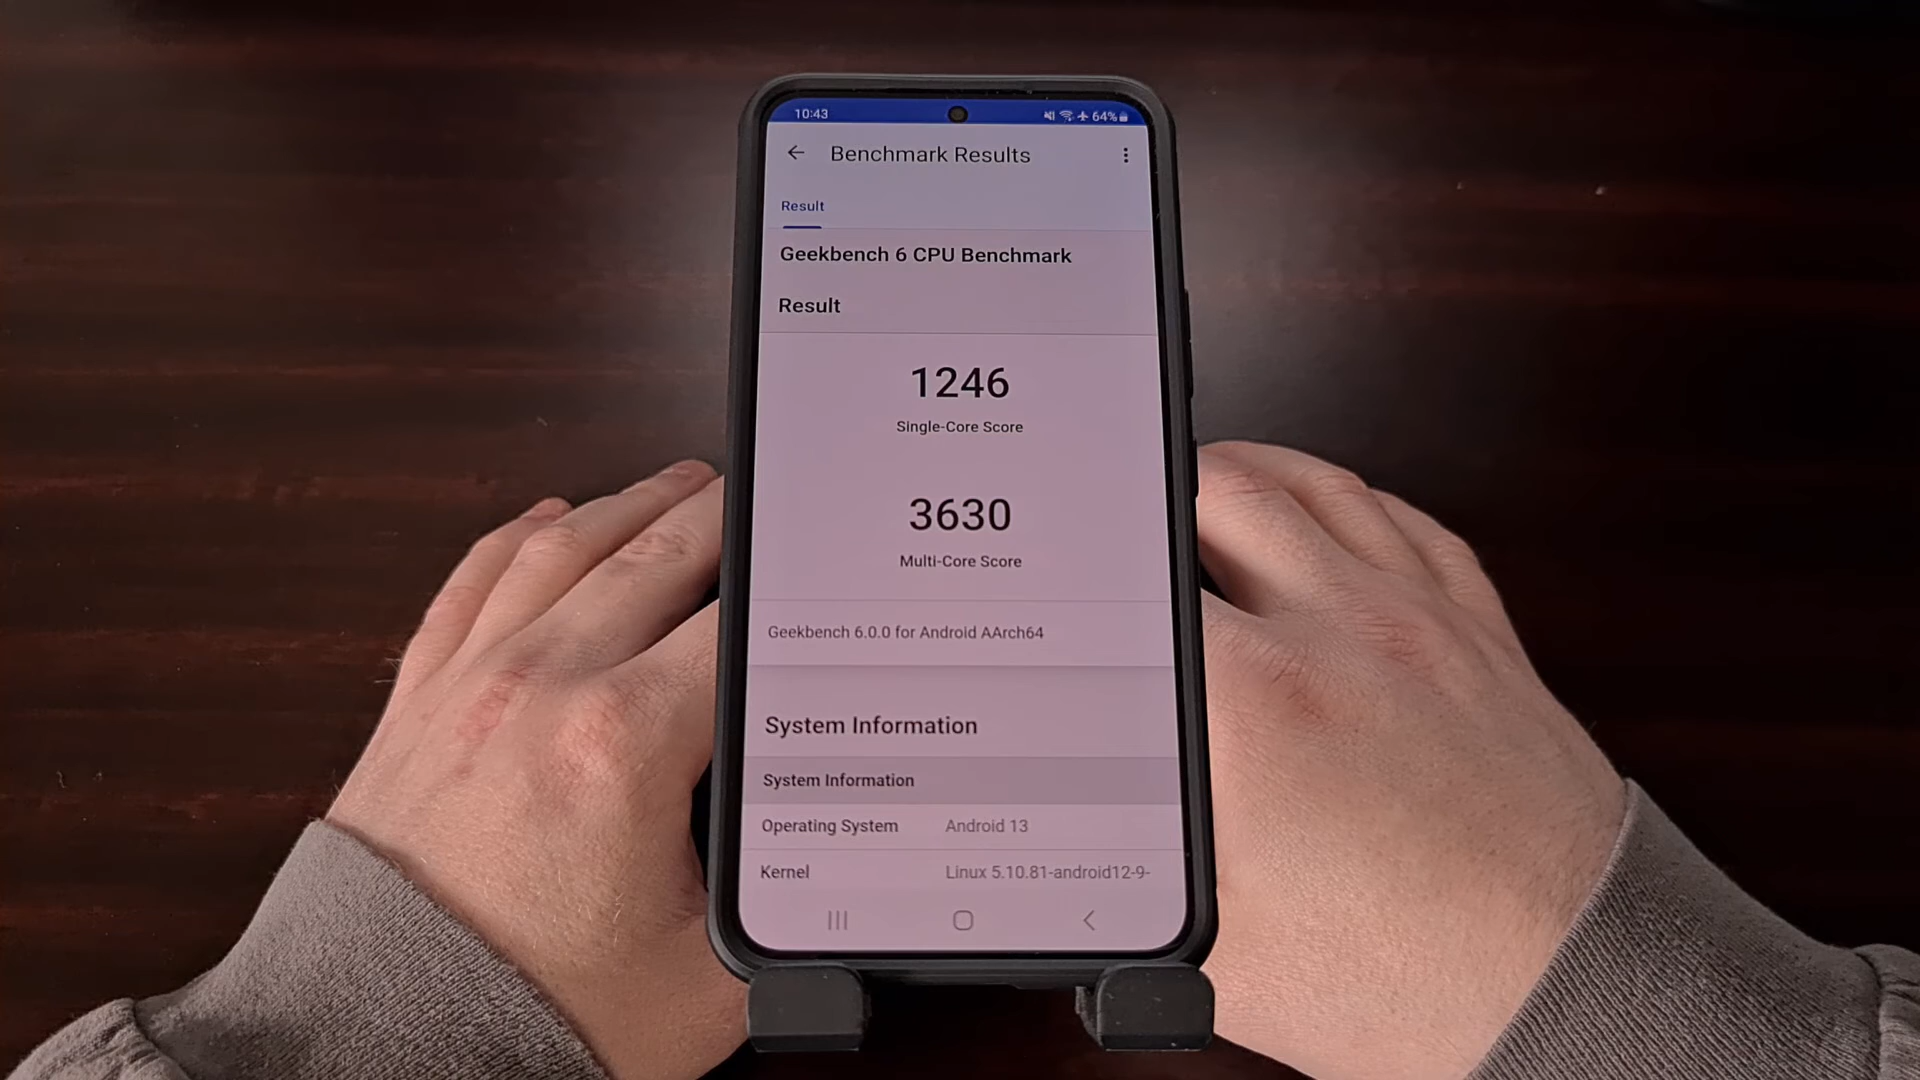 10:43 64%
Benchmark Results
Result
Geekbench 6 CPU Benchmark
Result
1246
Single-Core Score
3630
Multi-Core Score
Geekbench 6.0.0 for Android AArch64
System Information
System Information
Operating System Android 13
Kernel Linux 5.10.81-android12-9-